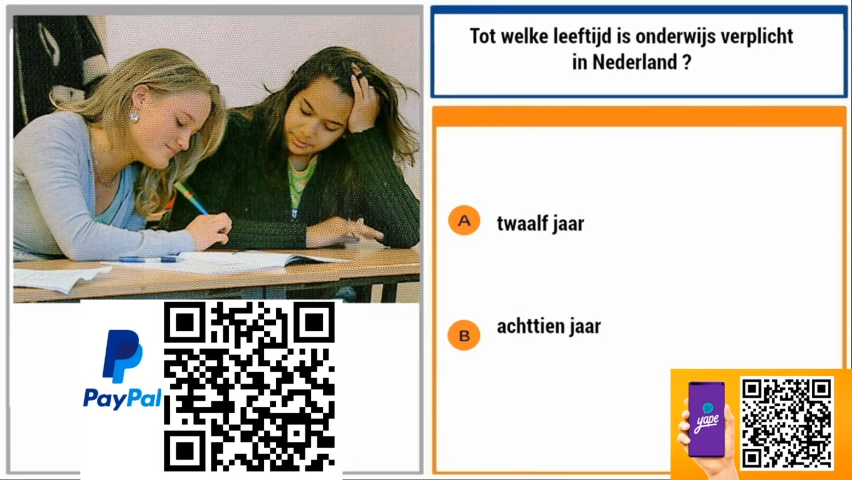 Tot welke leeftijd is onderwijs verplicht
in Nederland ?
A twaalf jaar
B achttien jaar
PayPal
yape